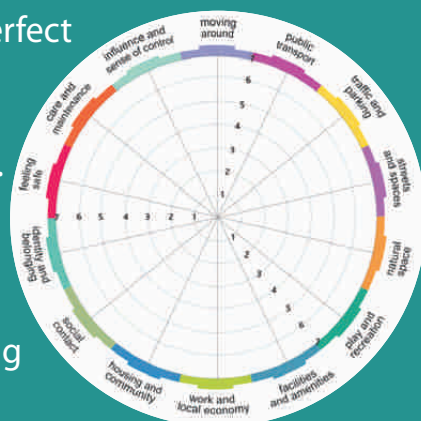 erfect
.
g
moving
around
public
transport
traffic and
parking
streets
and spaces
natural
space
play and
recreation
facilities
and amenities
work and
local economy
housing and
community
social
contact
identity and
belonging
feeling
safe
care and
maintenance
influence and
sense of control
7
6
5
4
3
2
1
7 6 5 4 3 2 1
1
2
3
4
5
6
7